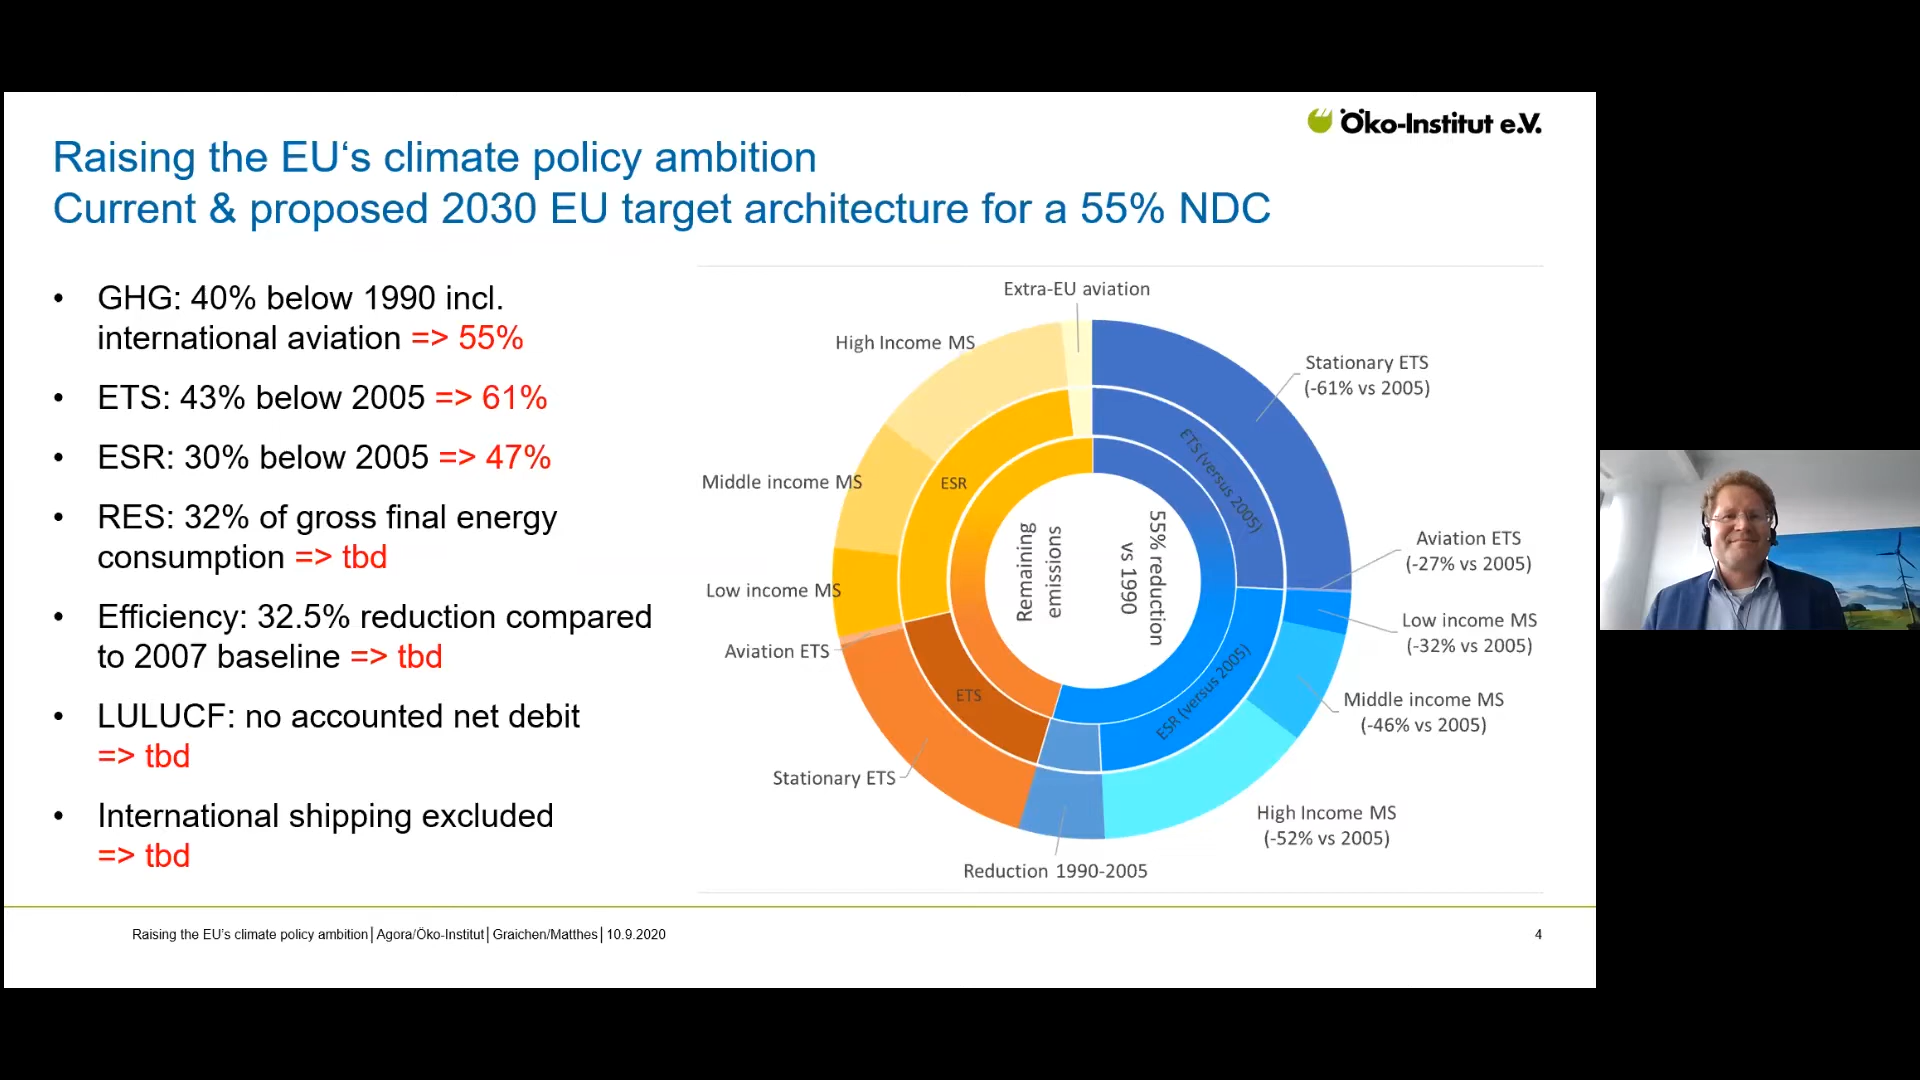 Öko-Institut e.V.
Raising the EU‘s climate policy ambition
Current & proposed 2030 EU target architecture for a 55% NDC
• GHG: 40% below 1990 incl.
international aviation => 55%
• ETS: 43% below 2005 => 61%
• ESR: 30% below 2005 => 47%
• RES: 32% of gross final energy
consumption => tbd
• Efficiency: 32.5% reduction compared
to 2007 baseline => tbd
• LULUCF: no accounted net debit
=> tbd
• International shipping excluded
=> tbd
Extra-EU aviation
High Income MS
Middle income MS
Low income MS
Aviation ETS
Stationary ETS
Reduction 1990-2005
Stationary ETS
(-61% vs 2005)
Aviation ETS
(-27% vs 2005)
Low income MS
(-32% vs 2005)
Middle income MS
(-46% vs 2005)
High Income MS
(-52% vs 2005)
ESR
ETS
ETS (versus 2005)
ESR (versus 2005)
Remaining
emissions
55% reduction
vs 1990
Raising the EU’s climate policy ambition│Agora/Öko-Institut│Graichen/Matthes│10.9.2020
4